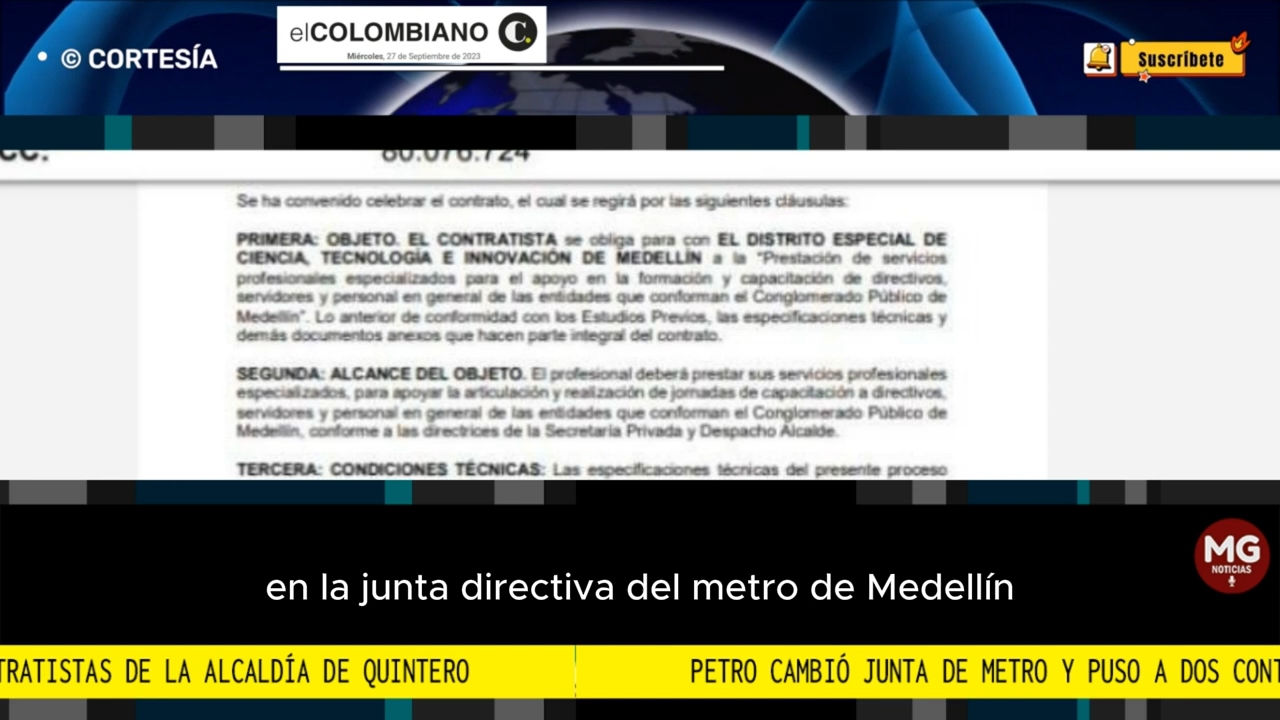 © CORTESÍA
elCOLOMBIANO C.
Miércoles, 27 de Septiembre de 2023
Suscríbete
CC. 80.076.724
Se ha convenido celebrar el contrato, el cual se regirá por las siguientes cláusulas:
PRIMERA: OBJETO. EL CONTRATISTA se obliga para con EL DISTRITO ESPECIAL DE
CIENCIA, TECNOLOGÍA E INNOVACIÓN DE MEDELLÍN a la "Prestación de servicios
profesionales especializados para el apoyo en la formación y capacitación de directivos,
servidores y personal en general de las entidades que conforman el Conglomerado Público de
Medellín". Lo anterior de conformidad con los Estudios Previos, las especificaciones técnicas y
demás documentos anexos que hacen parte integral del contrato.
SEGUNDA: ALCANCE DEL OBJETO. El profesional deberá prestar sus servicios profesionales
especializados, para apoyar la articulación y realización de jornadas de capacitación a directivos,
servidores y personal en general de las entidades que conforman el Conglomerado Público de
Medellín, conforme a las directrices de la Secretaría Privada y Despacho Alcalde.
TERCERA: CONDICIONES TÉCNICAS: Las especificaciones técnicas del presente proceso
MG
NOTICIAS
en la junta directiva del metro de Medellín
TRATISTAS DE LA ALCALDÍA DE QUINTERO PETRO CAMBIÓ JUNTA DE METRO Y PUSO A DOS CONT